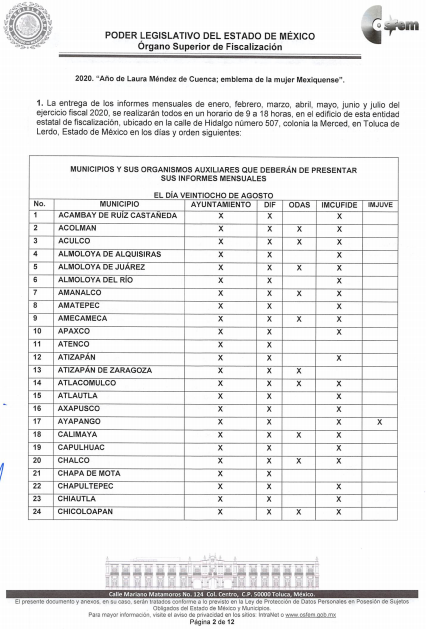 PODER LEGISLATIVO DEL ESTADO DE MÉXICO
Órgano Superior de Fiscalización
osfem
2020. "Año de Laura Méndez de Cuenca; emblema de la mujer Mexiquense".
1. La entrega de los informes mensuales de enero, febrero, marzo, abril, mayo, junio y julio del
ejercicio fiscal 2020, se realizarán todos en un horario de 9 a 18 horas, en el edificio de esta entidad
estatal de fiscalización, ubicado en la calle de Hidalgo número 507, colonia la Merced, en Toluca de
Lerdo, Estado de México en los días y orden siguientes:
MUNICIPIOS Y SUS ORGANISMOS AUXILIARES QUE DEBERÁN DE PRESENTAR
SUS INFORMES MENSUALES
EL DÍA VEINTIOCHO DE AGOSTO
No. MUNICIPIO AYUNTAMIENTO DIF ODAS IMCUFIDE IMJUVE
1 ACAMBAY DE RUÍZ CASTAÑEDA X X X
2 ACOLMAN X X X X
3 ACULCO X X X X
4 ALMOLOYA DE ALQUISIRAS X X X
5 ALMOLOYA DE JUÁREZ X X X X
6 ALMOLOYA DEL RÍO X X X
7 AMANALCO X X X X
8 AMATEPEC X X X
9 AMECAMECA X X X X
10 APAXCO X X X
11 ATENCO X X
12 ATIZAPÁN X X X
13 ATIZAPÁN DE ZARAGOZA X X X
14 ATLACOMULCO X X X X
15 ATLAUTLA X X X
16 AXAPUSCO X X X
17 AYAPANGO X X X X
18 CALIMAYA X X X X
19 CAPULHUAC X X X
20 CHALCO X X X X
21 CHAPA DE MOTA X X
22 CHAPULTEPEC X X X
23 CHIAUTLA X X X
24 CHICOLOAPAN X X X X
Calle Mariano Matamoros No. 124 Col. Centro, C.P. 50000 Toluca, México.
El presente documento y anexos, en su caso, serán tratados conforme a lo previsto en la Ley de Protección de Datos Personales en Posesión de Sujetos
Obligados del Estado de México y Municipios.
Para mayor información, visite el aviso de privacidad en los sitios: IntraNet o www.osfem.gob.mx
Página 2 de 12